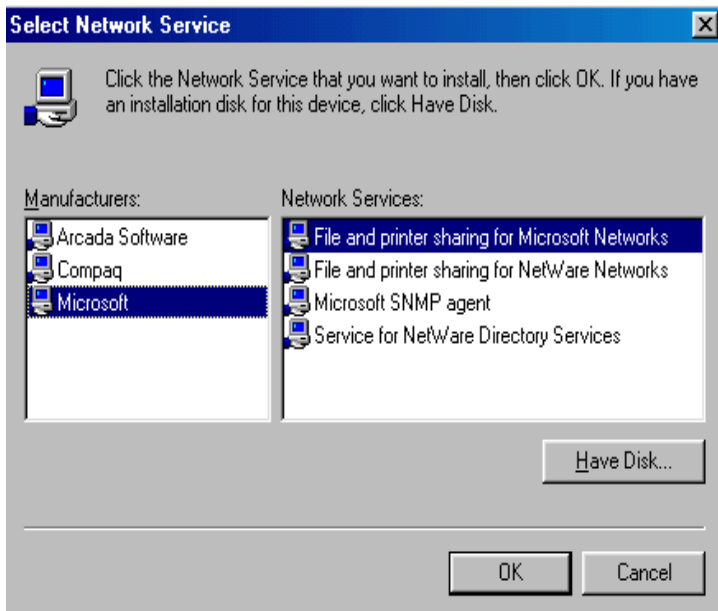 Select Network Service
Click the Network Service that you want to install, then click OK. If you have
an installation disk for this device, click Have Disk.
Manufacturers:
Arcada Software
Compaq
Microsoft
Network Services:
File and printer sharing for Microsoft Networks
File and printer sharing for NetWare Networks
Microsoft SNMP agent
Service for NetWare Directory Services
Have Disk...
OK
Cancel